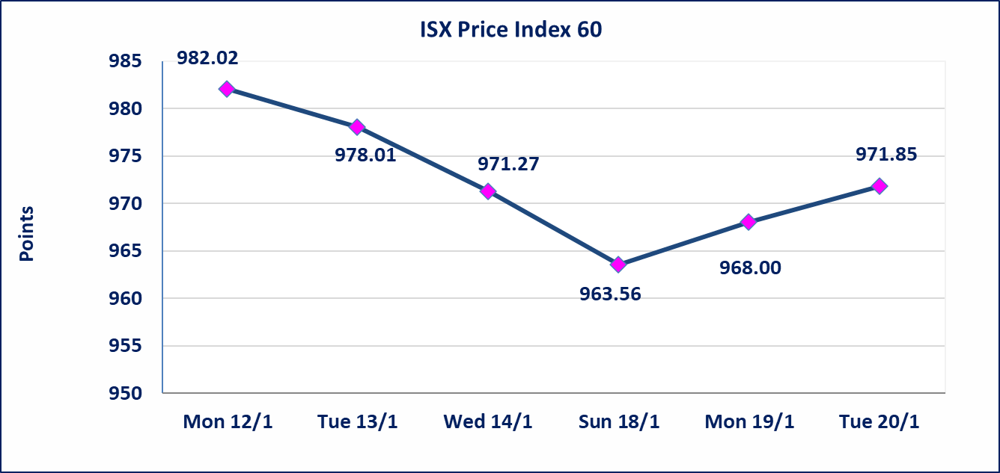 ISX Price Index 60
Points
985
980
975
970
965
960
955
950
982.02
978.01
971.27
963.56
968.00
971.85
Mon 12/1
Tue 13/1
Wed 14/1
Sun 18/1
Mon 19/1
Tue 20/1